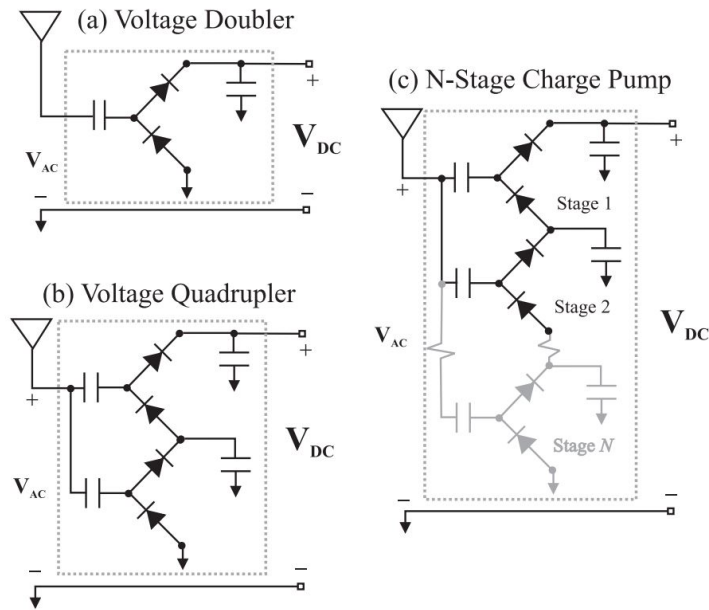 (a) Voltage Doubler
+
V_AC
V_DC
−
−
(b) Voltage Quadrupler
+
+
V_AC
V_DC
−
−
(c) N-Stage Charge Pump
+
+
Stage 1
Stage 2
V_AC
V_DC
Stage N
−
−